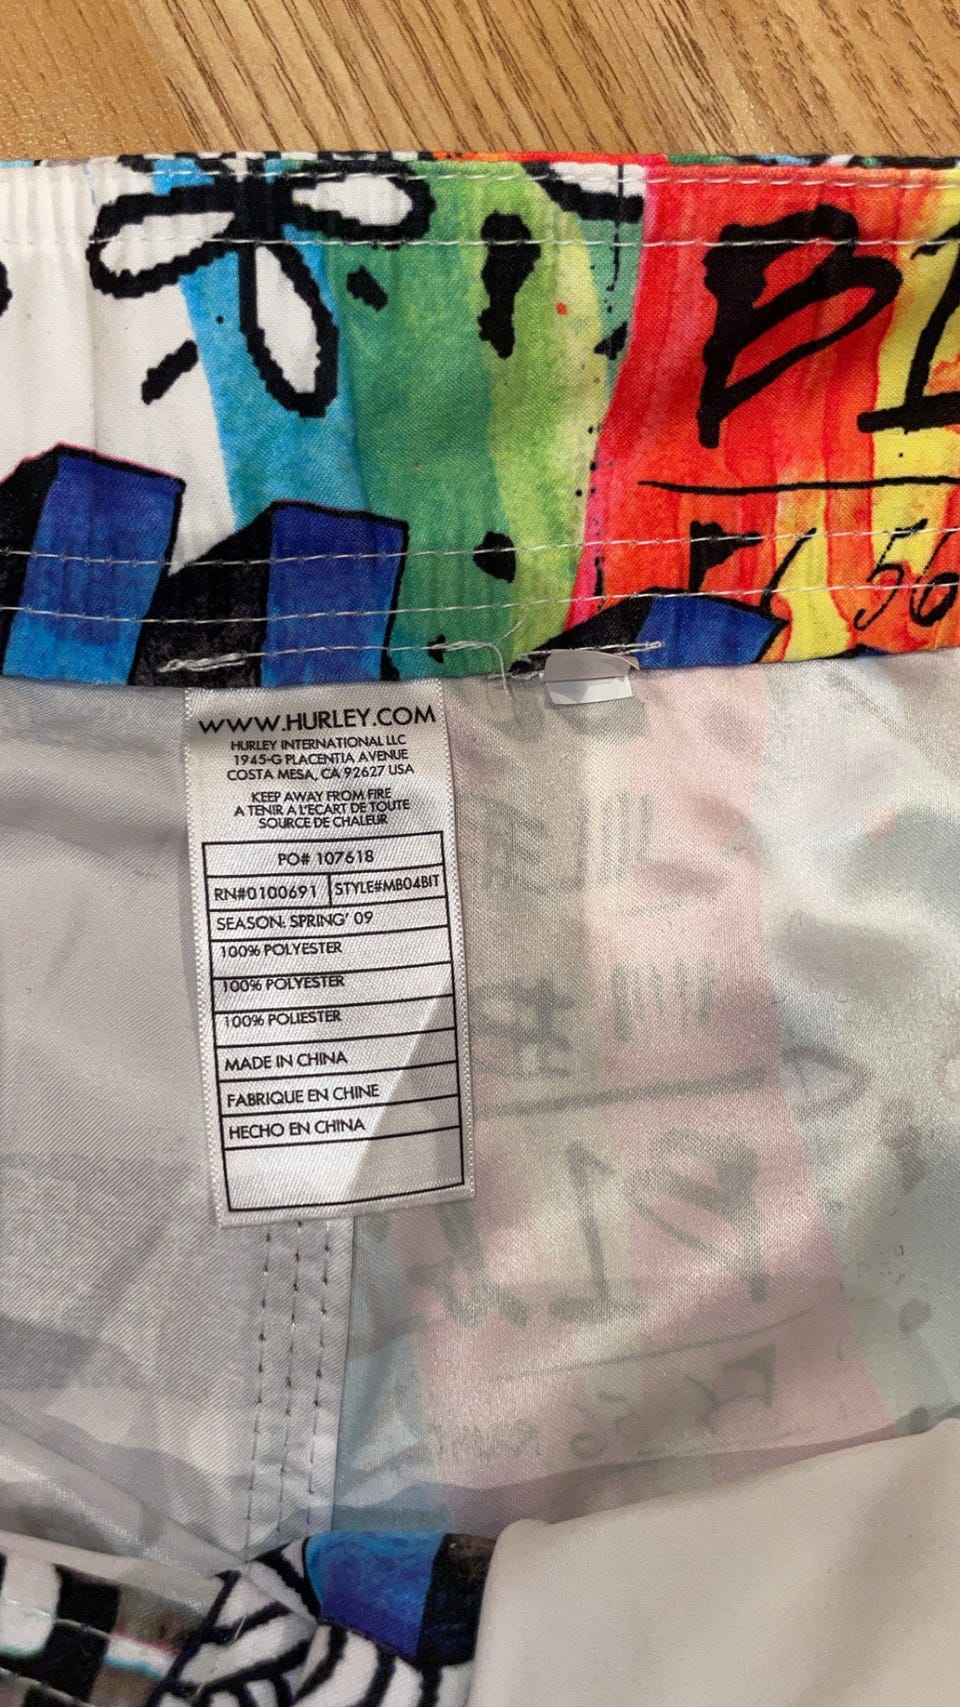 B
56 56
WWW.HURLEY.COM
HURLEY INTERNATIONAL LLC
1945-G PLACENTIA AVENUE
COSTA MESA, CA 92627 USA
KEEP AWAY FROM FIRE
A TENIR A L'ECART DE TOUTE
SOURCE DE CHALEUR
PO# 107618
RN#0100691 STYLE#MB04BIT
SEASON: SPRING' 09
100% POLYESTER
100% POLYESTER
100% POLIESTER
MADE IN CHINA
FABRIQUE EN CHINE
HECHO EN CHINA